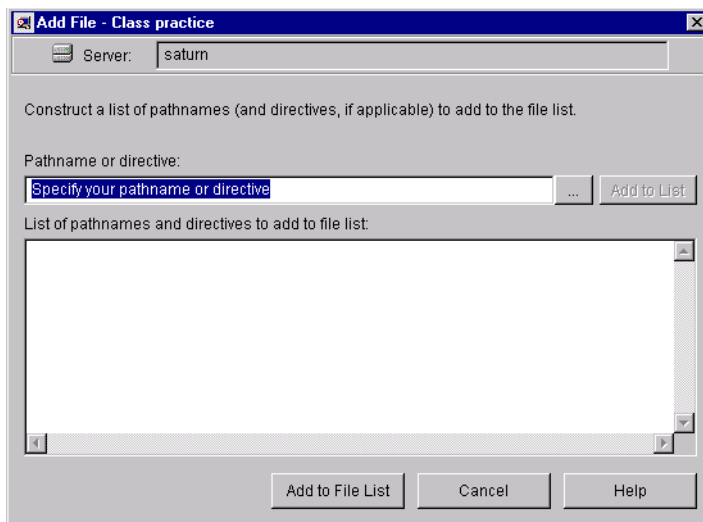 Add File - Class practice
Server: saturn
Construct a list of pathnames (and directives, if applicable) to add to the file list.
Pathname or directive:
Specify your pathname or directive ... Add to List
List of pathnames and directives to add to file list:
Add to File List Cancel Help